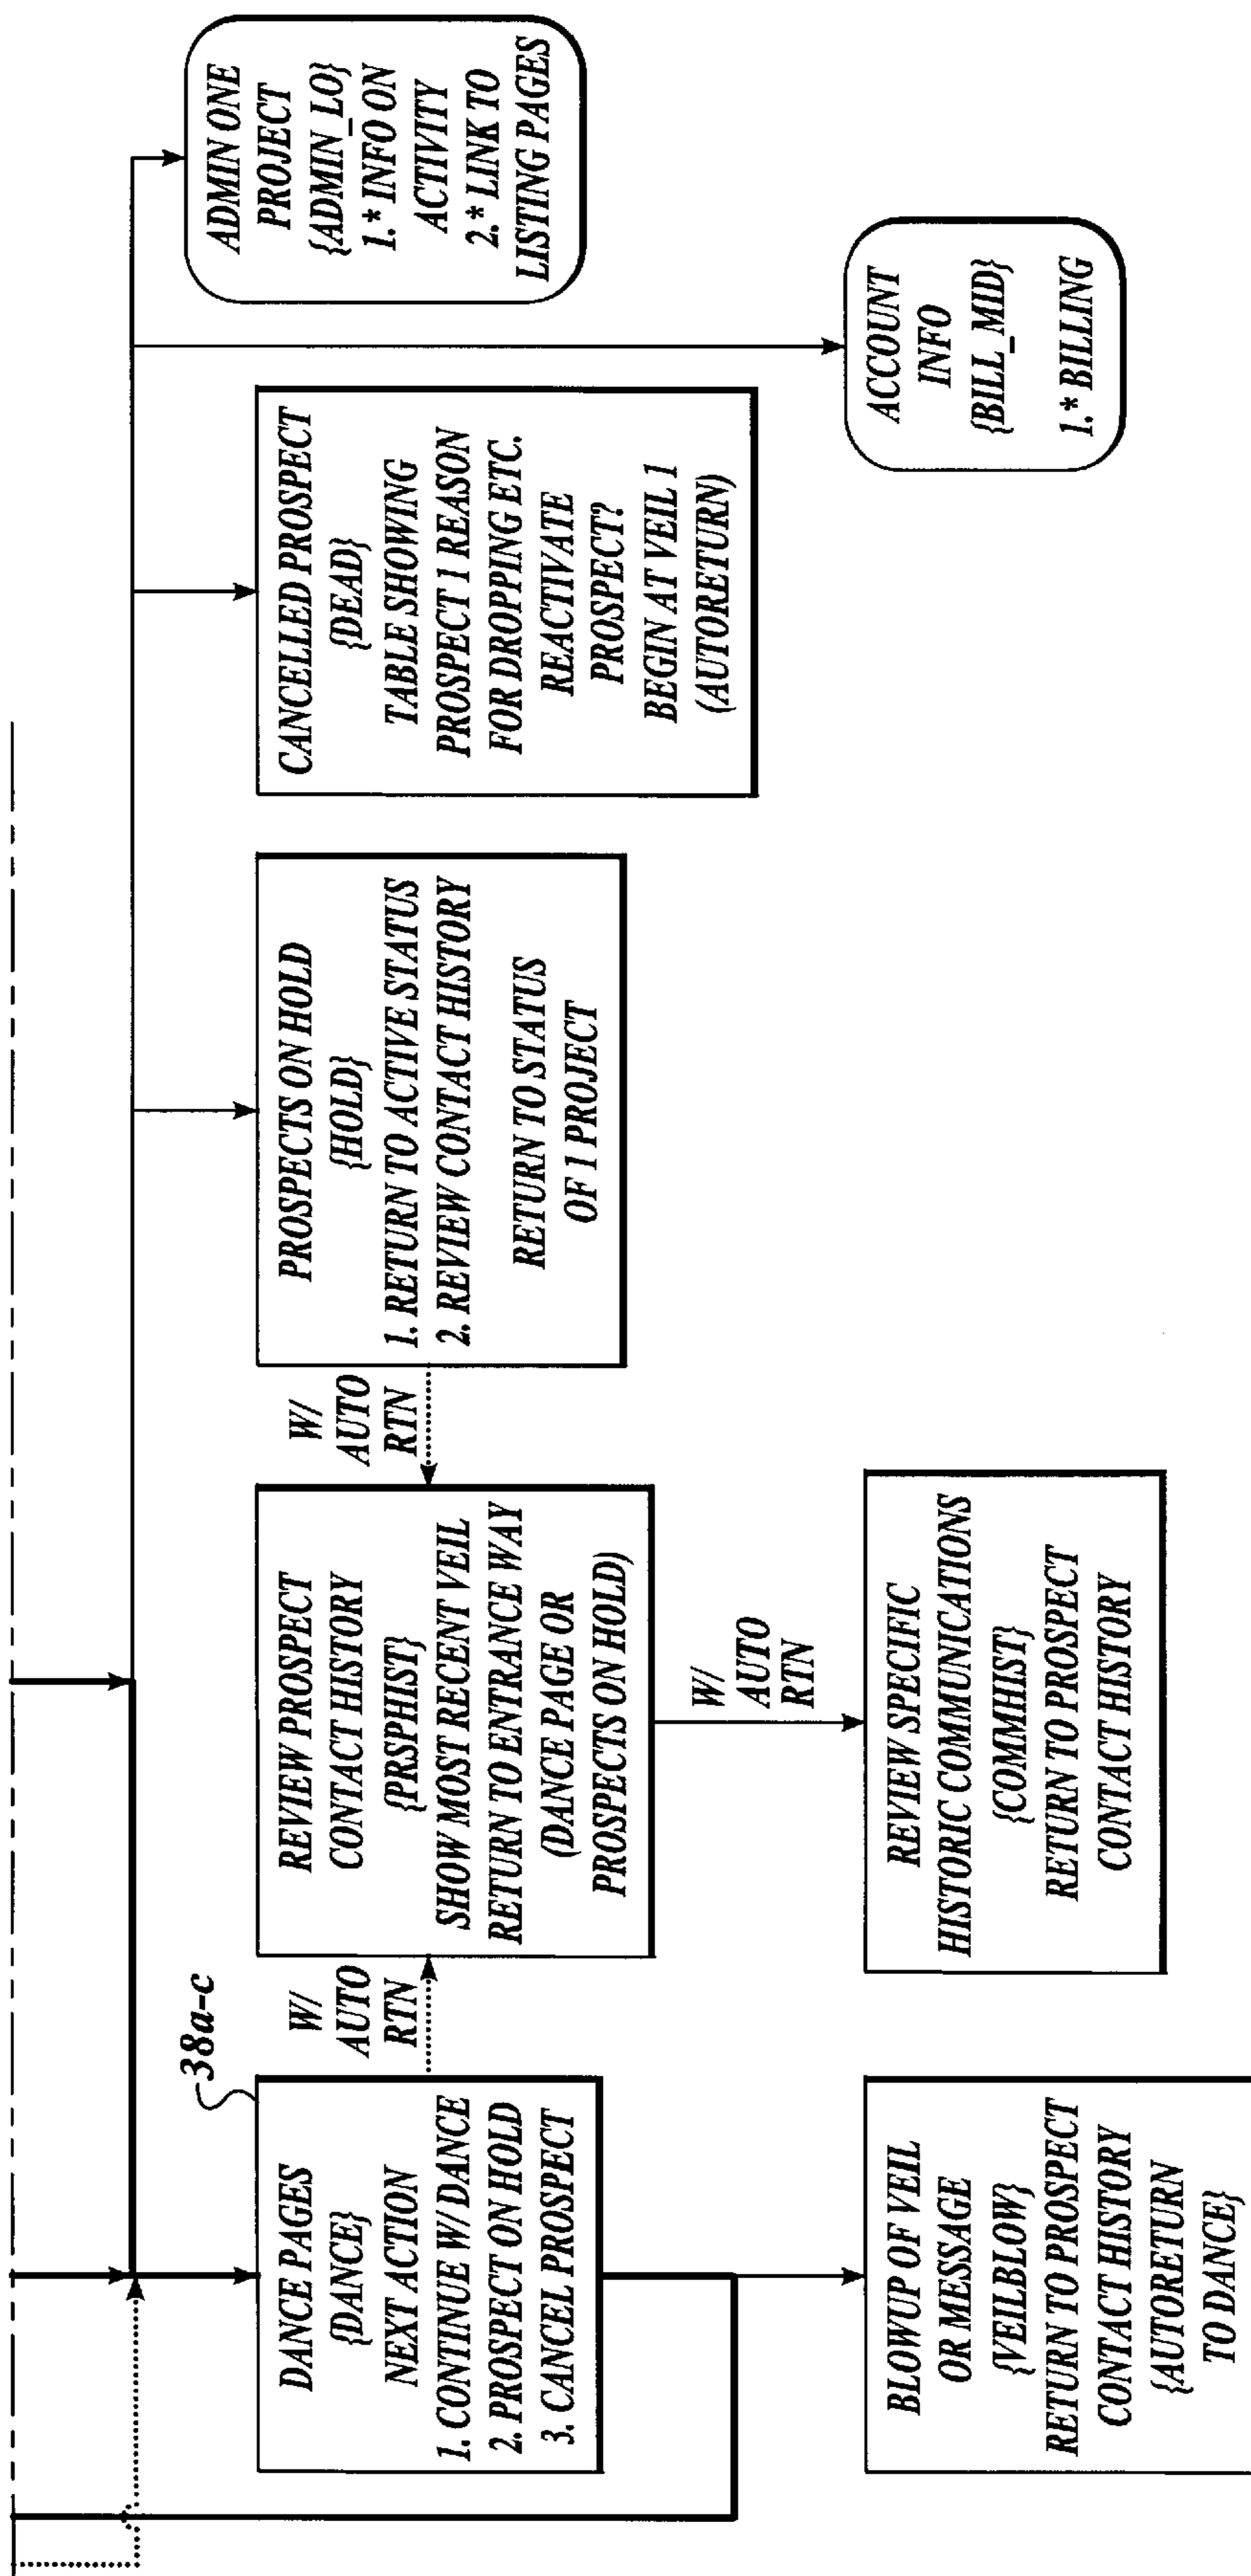 38a-c
DANCE PAGES
{DANCE}
NEXT ACTION
1. CONTINUE W/ DANCE
2. PROSPECT ON HOLD
3. CANCEL PROSPECT
W/
AUTO
RTN
REVIEW PROSPECT
CONTACT HISTORY
{PRSPHIST}
SHOW MOST RECENT VEIL
RETURN TO ENTRANCE WAY
(DANCE PAGE OR
PROSPECTS ON HOLD)
W/
AUTO
RTN
PROSPECTS ON HOLD
{HOLD}
1. RETURN TO ACTIVE STATUS
2. REVIEW CONTACT HISTORY
RETURN TO STATUS
OF 1 PROJECT
CANCELLED PROSPECT
{DEAD}
TABLE SHOWING
PROSPECT 1 REASON
FOR DROPPING ETC.
REACTIVATE
PROSPECT?
BEGIN AT VEIL 1
(AUTORETURN)
ADMIN ONE
PROJECT
{ADMIN_LO}
1.* INFO ON
ACTIVITY
2.* LINK TO
LISTING PAGES
BLOWUP OF VEIL
OR MESSAGE
{VEILBLOW}
RETURN TO PROSPECT
CONTACT HISTORY
{AUTORETURN
TO DANCE}
W/
AUTO
RTN
REVIEW SPECIFIC
HISTORIC COMMUNICATIONS
{COMMHIST}
RETURN TO PROSPECT
CONTACT HISTORY
ACCOUNT
INFO
{BILL_MID}
1.* BILLING